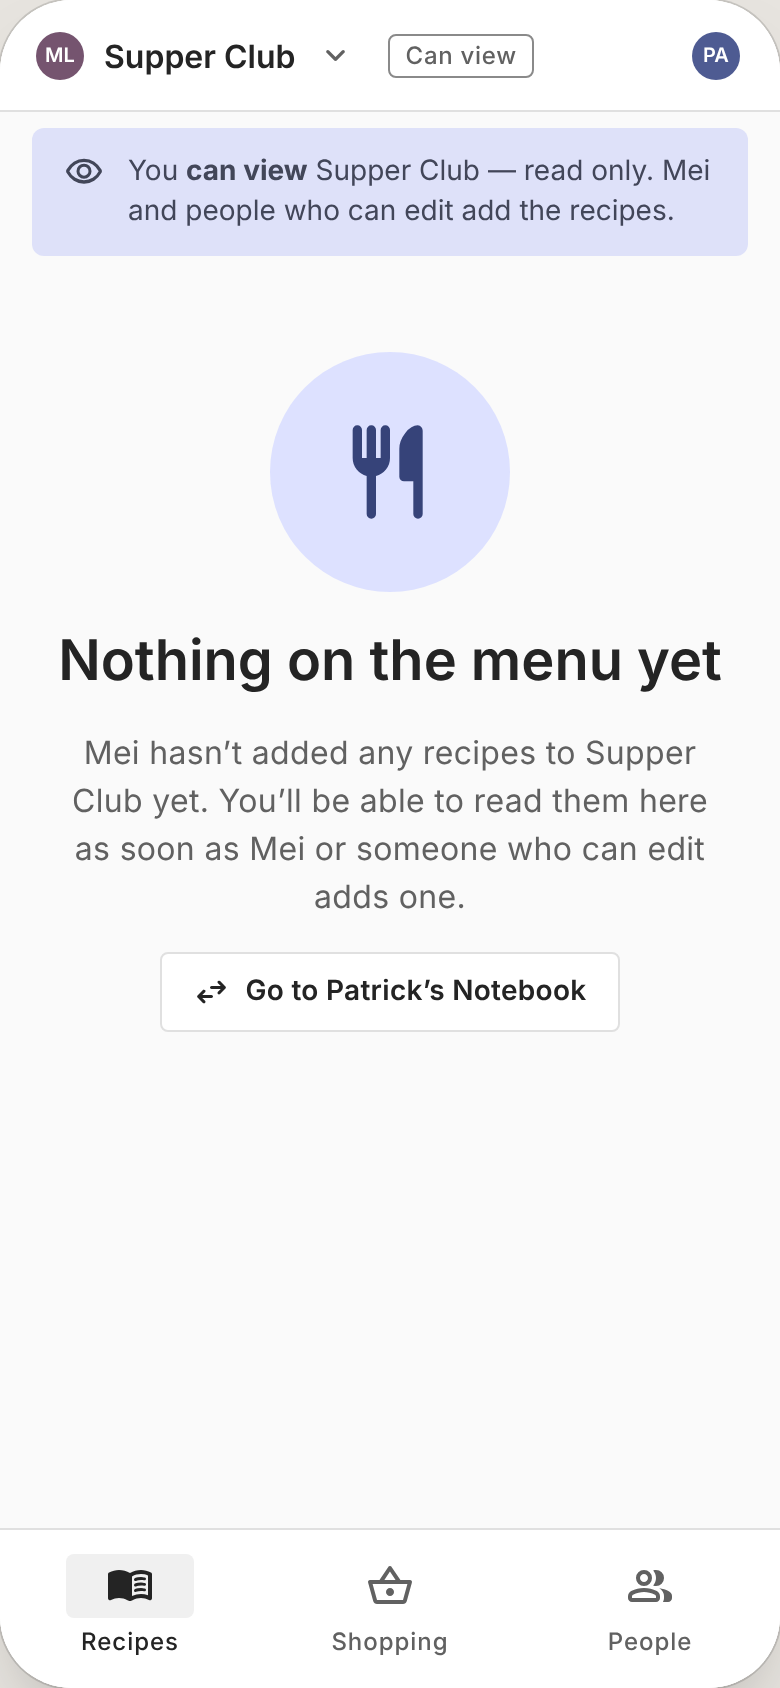 ML Supper Club Can view PA
You can view Supper Club — read only. Mei
and people who can edit add the recipes.
Nothing on the menu yet
Mei hasn’t added any recipes to Supper
Club yet. You’ll be able to read them here
as soon as Mei or someone who can edit
adds one.
Go to Patrick’s Notebook
Recipes Shopping People